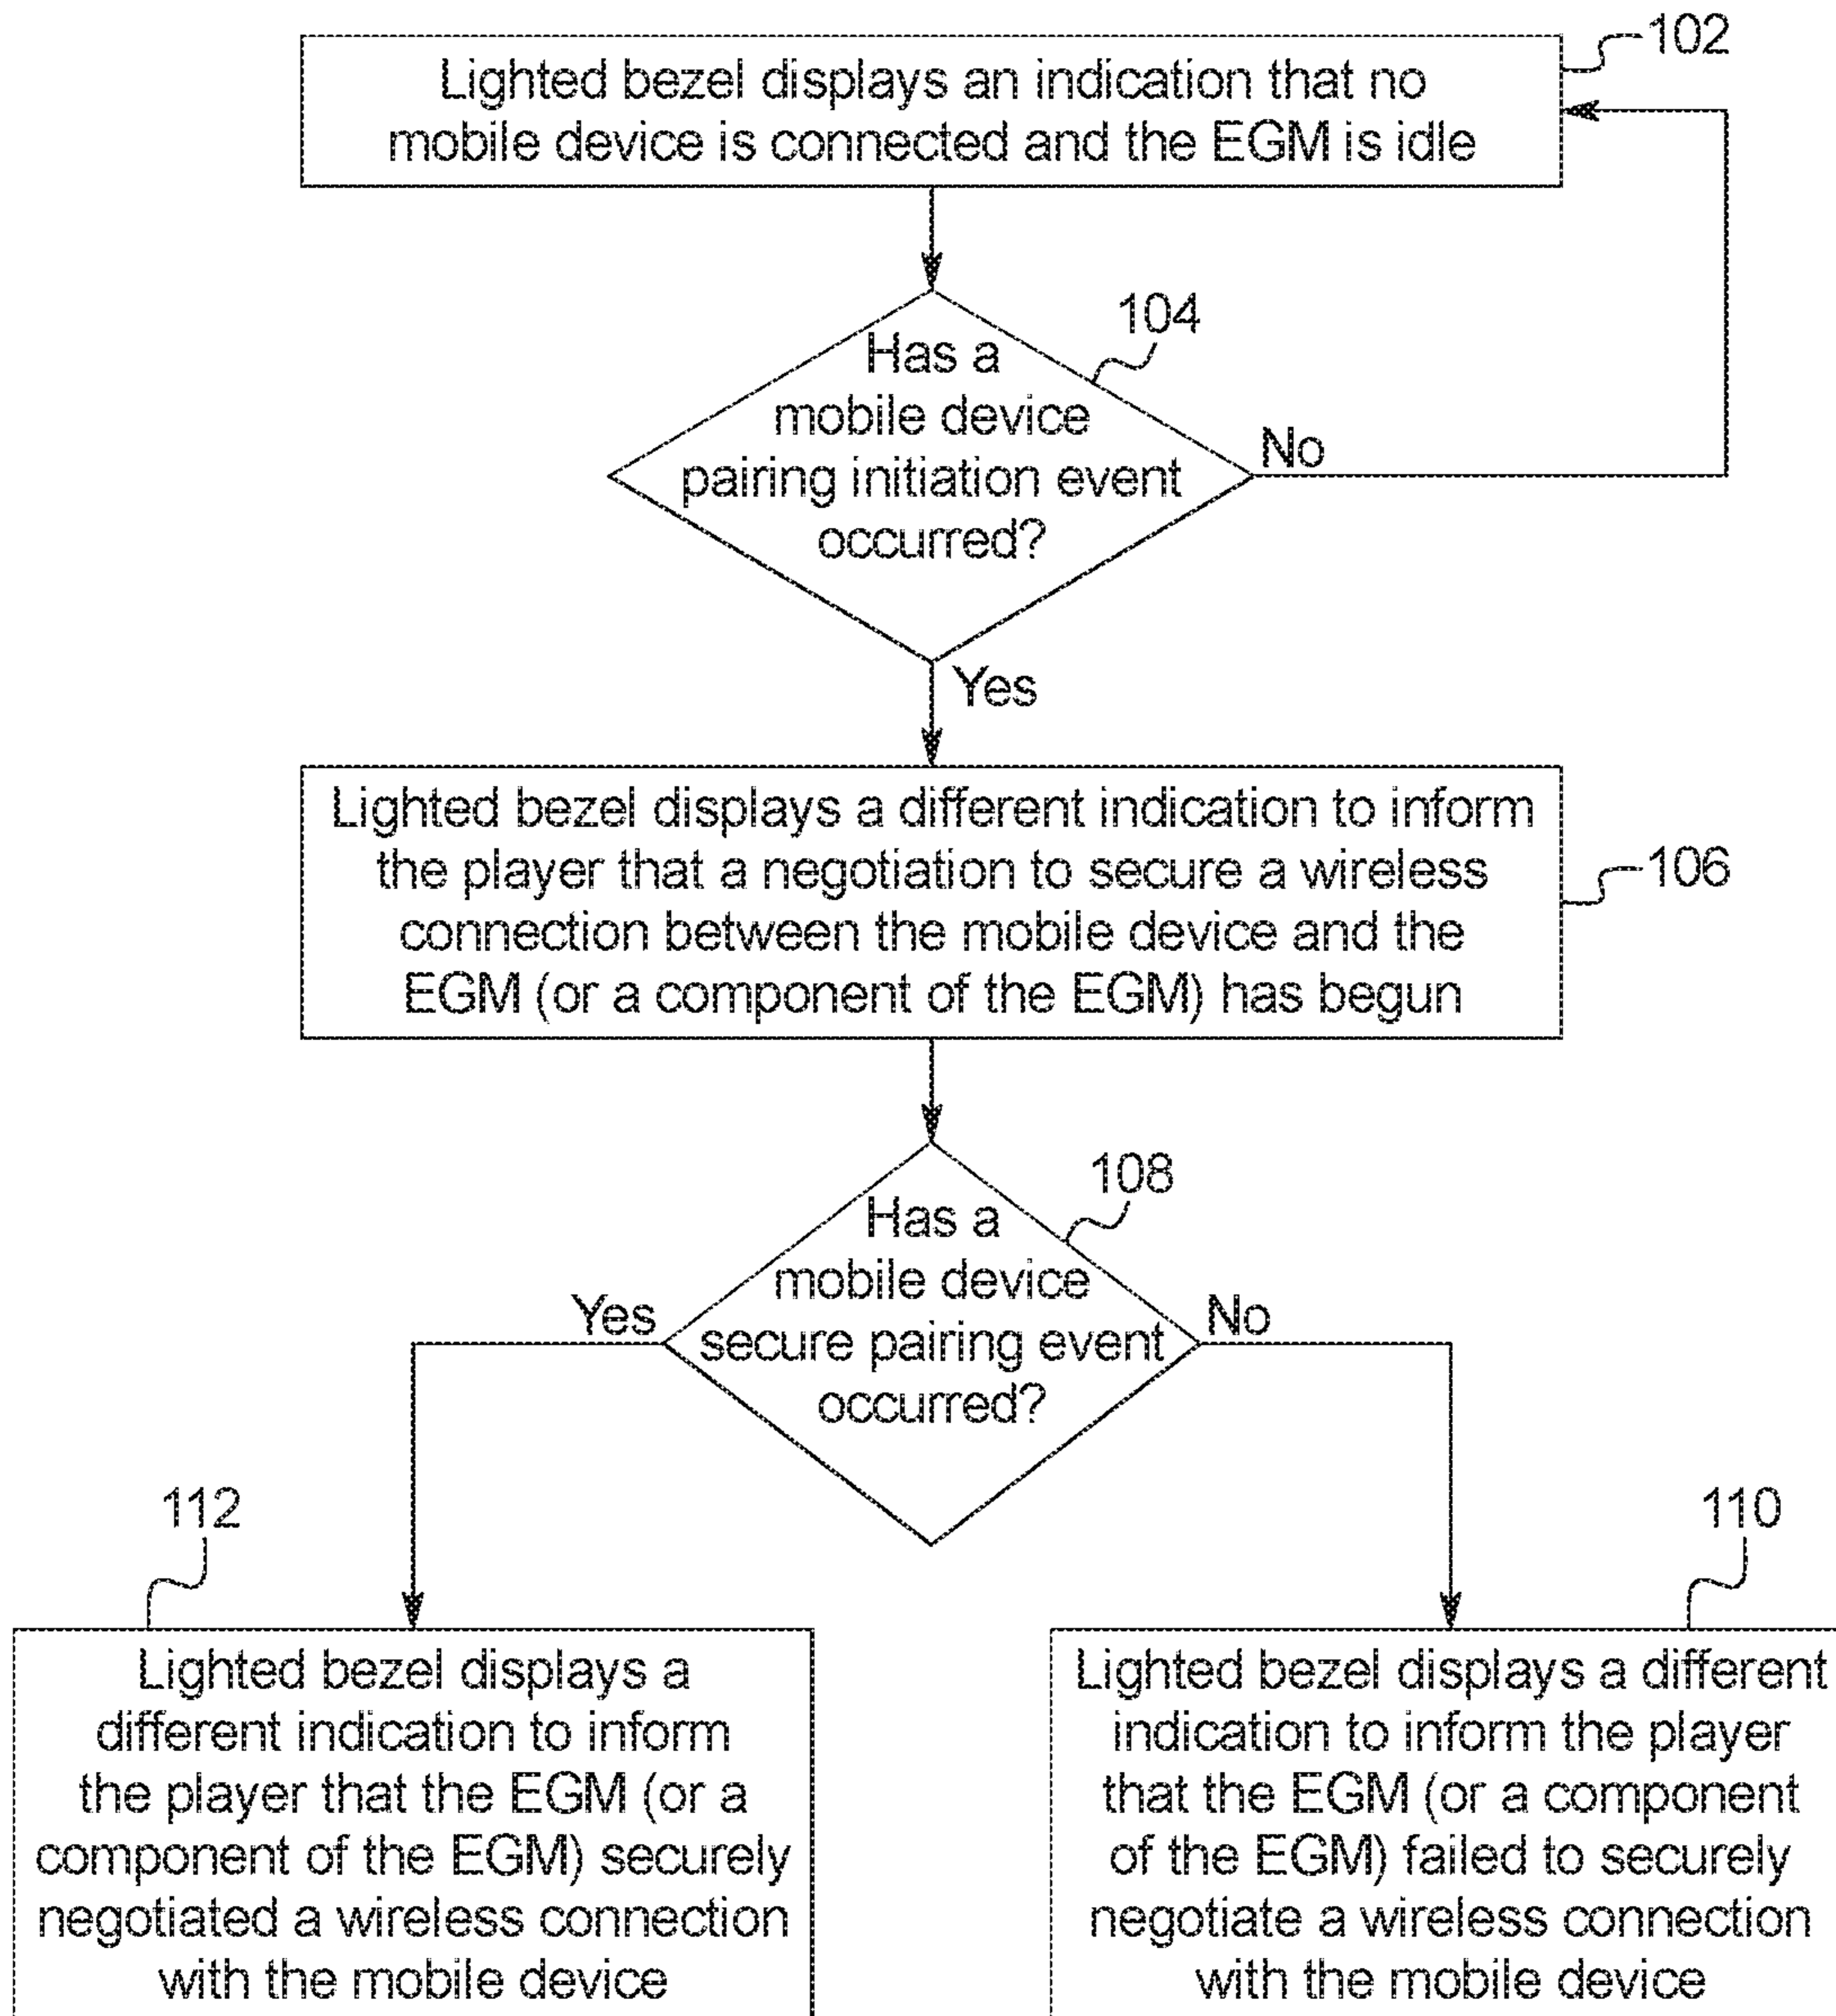 102
Lighted bezel displays an indication that no
mobile device is connected and the EGM is idle
104
Has a
mobile device
pairing initiation event
occurred?
No
Yes
Lighted bezel displays a different indication to inform
the player that a negotiation to secure a wireless
connection between the mobile device and the
EGM (or a component of the EGM) has begun
106
108
Has a
mobile device
secure pairing event
occurred?
Yes
No
112
Lighted bezel displays a
different indication to inform
the player that the EGM (or a
component of the EGM) securely
negotiated a wireless connection
with the mobile device
110
Lighted bezel displays a different
indication to inform the player
that the EGM (or a component
of the EGM) failed to securely
negotiate a wireless connection
with the mobile device